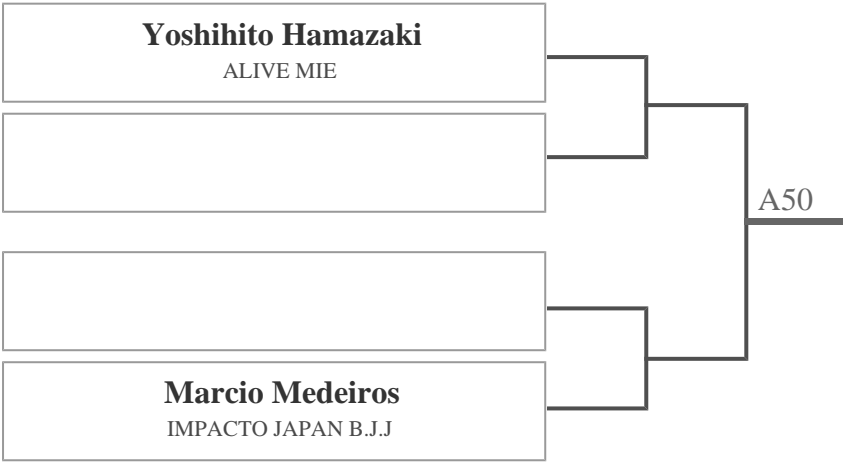 Yoshihito Hamazaki
ALIVE MIE
A50
Marcio Medeiros
IMPACTO JAPAN B.J.J